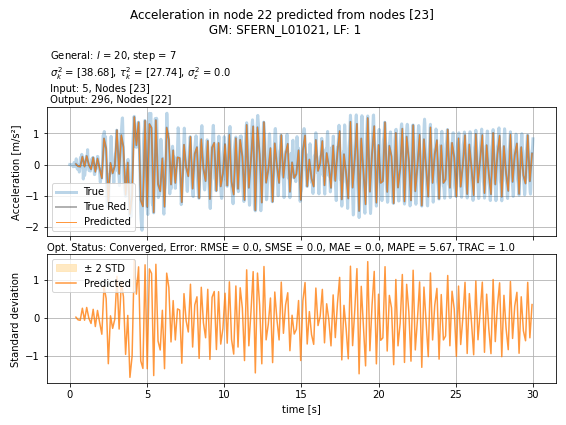 Acceleration in node 22 predicted from nodes [23]
GM: SFERN_L01021, LF: 1
General: l = 20, step = 7
σ²ₖ = [38.68], τ²ₖ = [27.74], σ²ₑ = 0.0
Input: 5, Nodes [23]
Output: 296, Nodes [22]
Acceleration [m/s²]
1
0
−1
−2
True
True Red.
Predicted
Opt. Status: Converged, Error: RMSE = 0.0, SMSE = 0.0, MAE = 0.0, MAPE = 5.67, TRAC = 1.0
Standard deviation
1
0
−1
± 2 STD
Predicted
0 5 10 15 20 25 30
time [s]